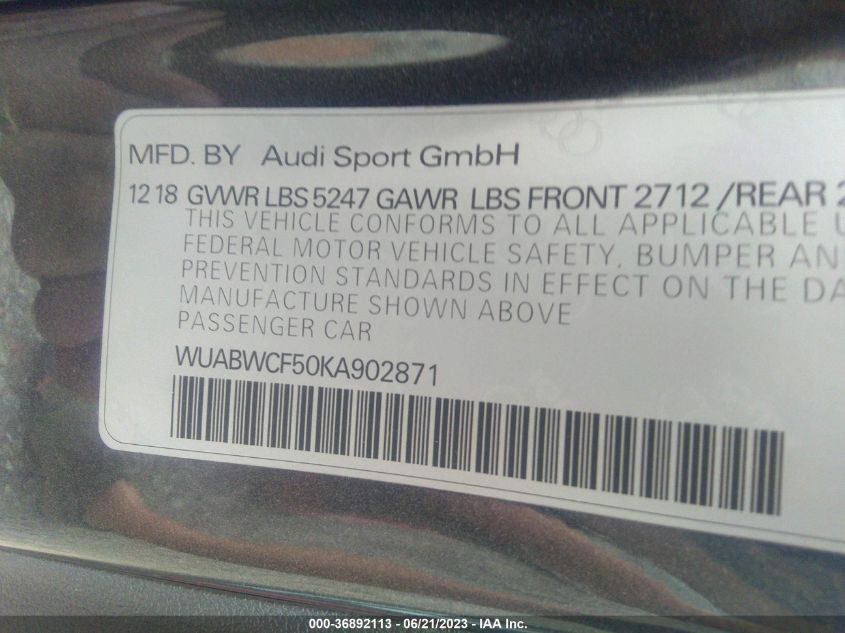 MFD. BY Audi Sport GmbH
12 18 GVWR LBS 5247 GAWR LBS FRONT 2712 /REAR 2
THIS VEHICLE CONFORMS TO ALL APPLICABLE U
FEDERAL MOTOR VEHICLE SAFETY, BUMPER AN
PREVENTION STANDARDS IN EFFECT ON THE DA
MANUFACTURE SHOWN ABOVE
PASSENGER CAR
WUABWCF50KA902871
000-36892113 - 06/21/2023 - IAA Inc.